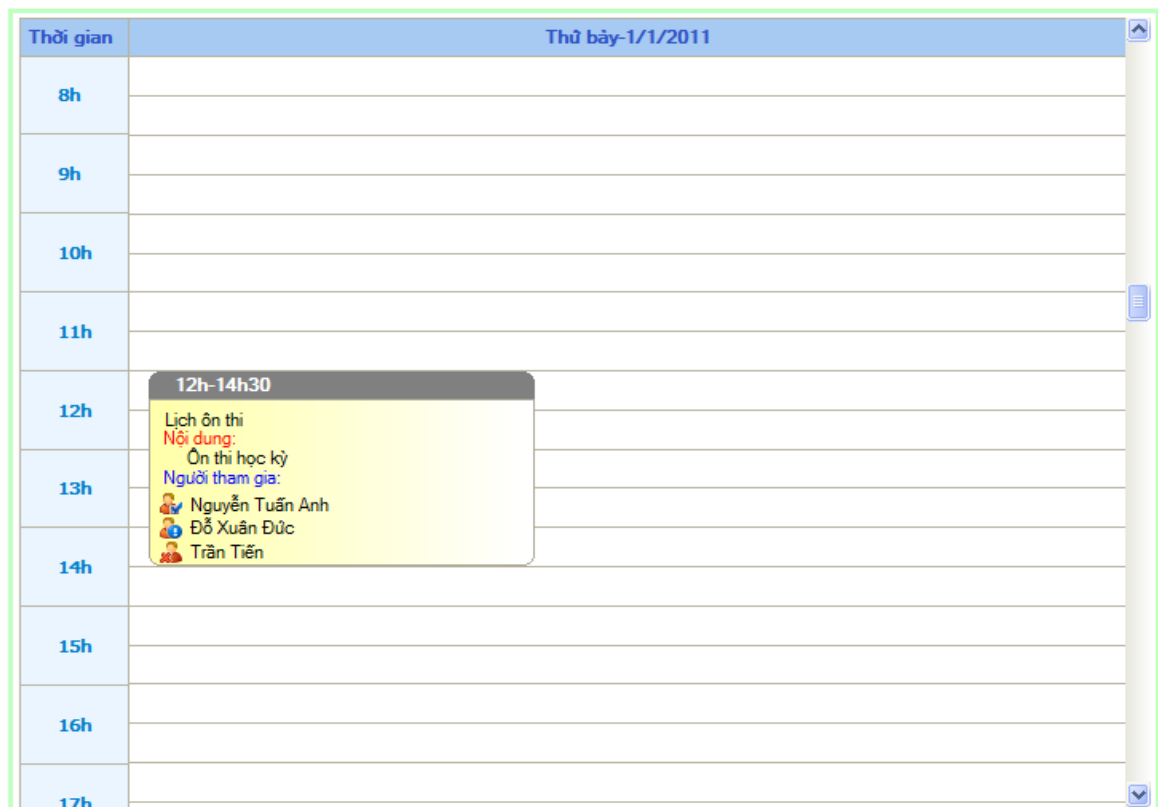 Thời gian
Thứ bảy-1/1/2011
8h
9h
10h
11h
12h
12h-14h30
Lịch ôn thi
Nội dung:
Ôn thi học kỳ
Người tham gia:
Nguyễn Tuấn Anh
Đỗ Xuân Đức
Trần Tiến
13h
14h
15h
16h
17h